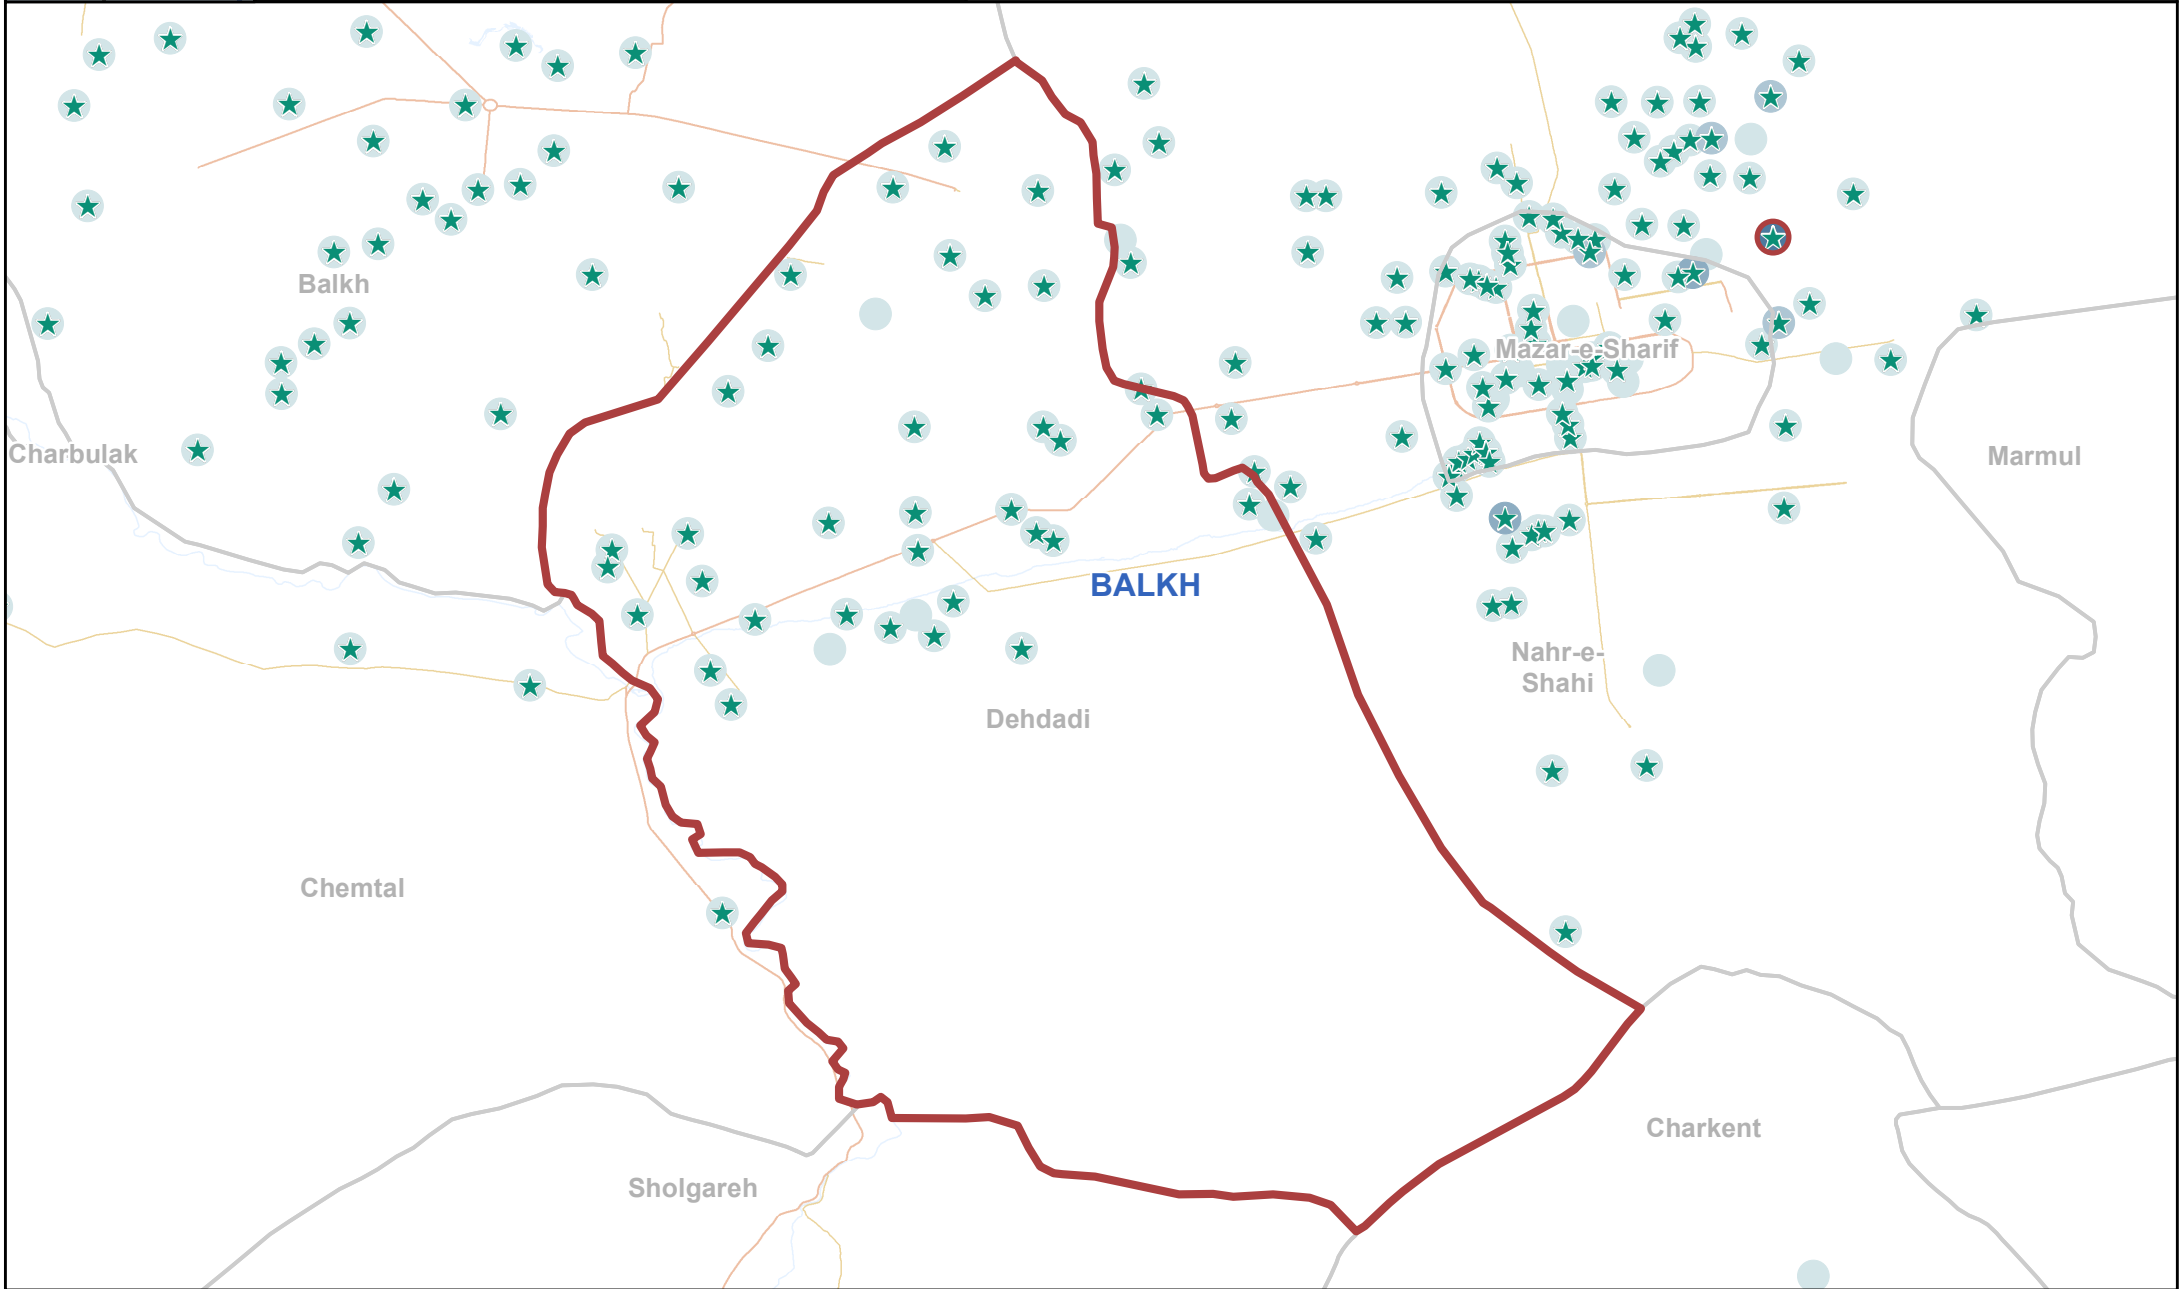 Balkh
Mazar-e-Sharif
Charbulak
Marmul
BALKH
Nahr-e-
Shahi
Dehdadi
Chemtal
Charkent
Sholgareh